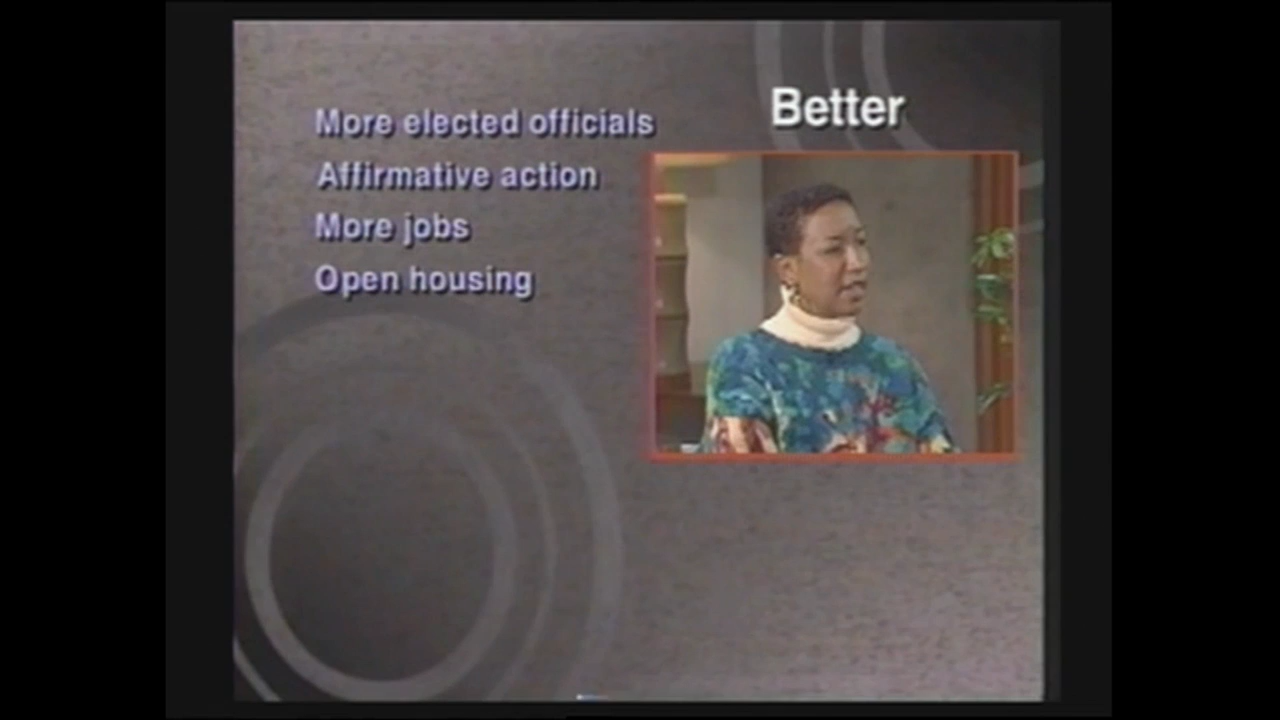 Better
More elected officials
Affirmative action
More jobs
Open housing